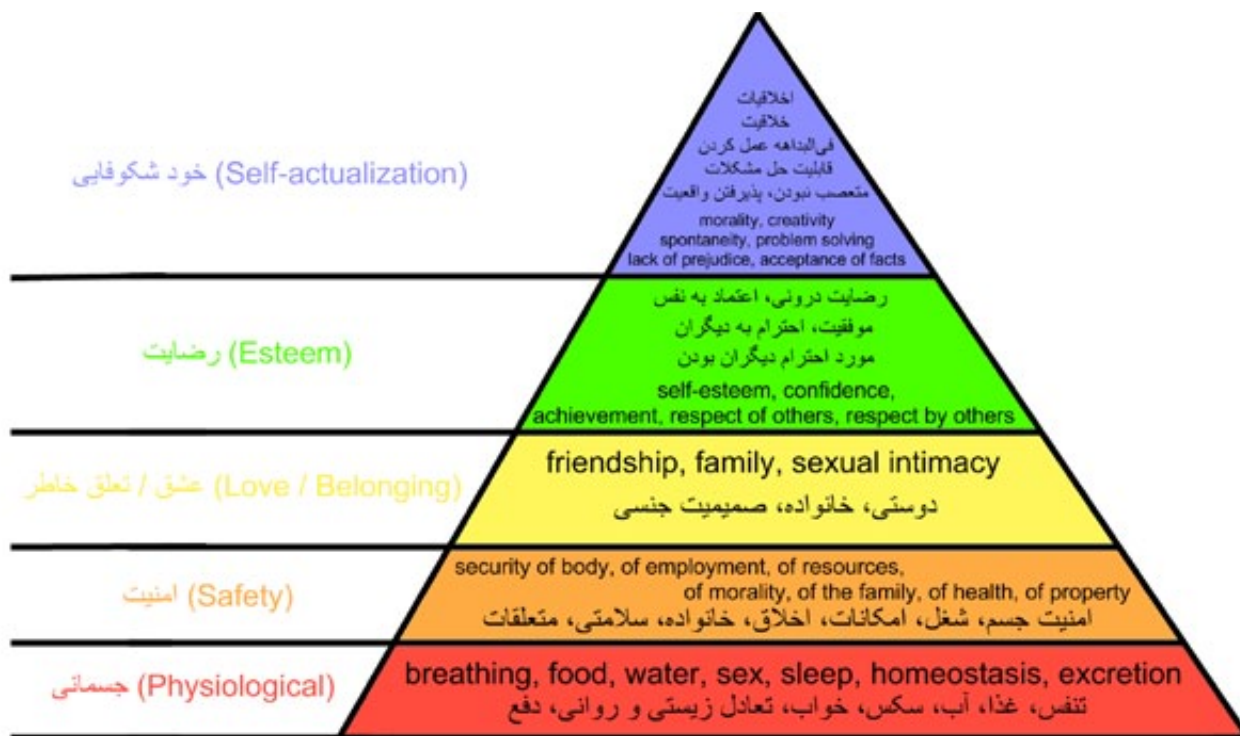 اخلاقیات
خلاقیت
فی‌البداهه عمل کردن
قابلیت حل مشکلات
متعصب نبودن، پذیرفتن واقعیت
morality, creativity
spontaneity, problem solving
lack of prejudice, acceptance of facts
خود شکوفایی (Self-actualization)
رضایت درونی، اعتماد به نفس
موفقیت، احترام به دیگران
مورد احترام دیگران بودن
self-esteem, confidence,
achievement, respect of others, respect by others
رضایت (Esteem)
friendship, family, sexual intimacy
دوستی، خانواده، صمیمیت جنسی
عشق / تعلق خاطر (Love / Belonging)
security of body, of employment, of resources,
of morality, of the family, of health, of property
امنیت جسم، شغل، امکانات، اخلاق، خانواده، سلامتی، متعلقات
امنیت (Safety)
breathing, food, water, sex, sleep, homeostasis, excretion
تنفس، غذا، آب، سکس، خواب، تعادل زیستی و روانی، دفع
جسمانی (Physiological)